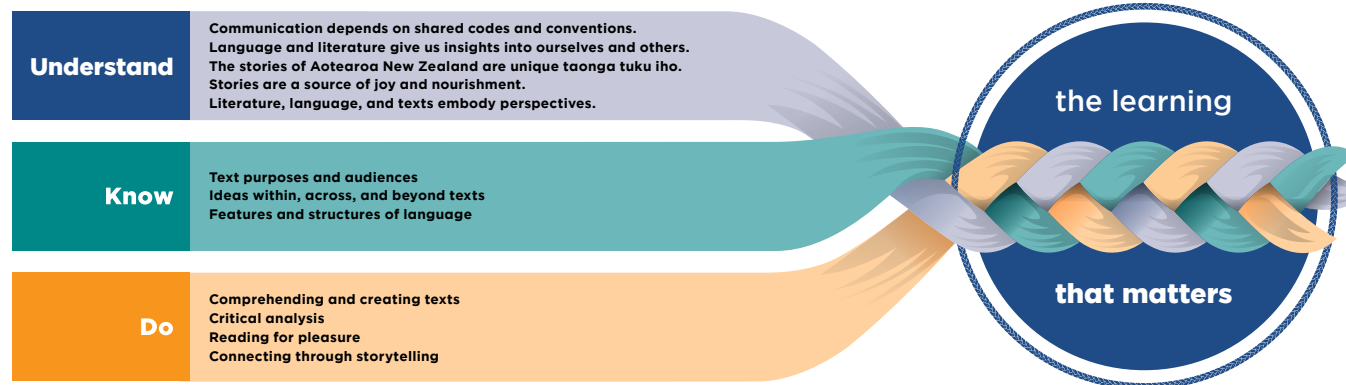 Understand
Communication depends on shared codes and conventions.
Language and literature give us insights into ourselves and others.
The stories of Aotearoa New Zealand are unique taonga tuku iho.
Stories are a source of joy and nourishment.
Literature, language, and texts embody perspectives.
Know
Text purposes and audiences
Ideas within, across, and beyond texts
Features and structures of language
Do
Comprehending and creating texts
Critical analysis
Reading for pleasure
Connecting through storytelling
the learning
that matters